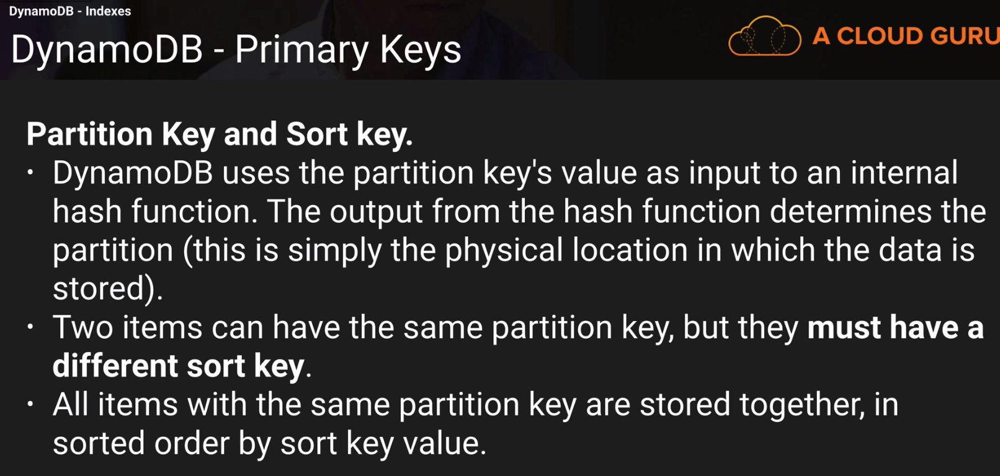 DynamoDB - Indexes
DynamoDB - Primary Keys
A CLOUD GURU
Partition Key and Sort key.
• DynamoDB uses the partition key's value as input to an internal
hash function. The output from the hash function determines the
partition (this is simply the physical location in which the data is
stored).
• Two items can have the same partition key, but they must have a
different sort key.
• All items with the same partition key are stored together, in
sorted order by sort key value.